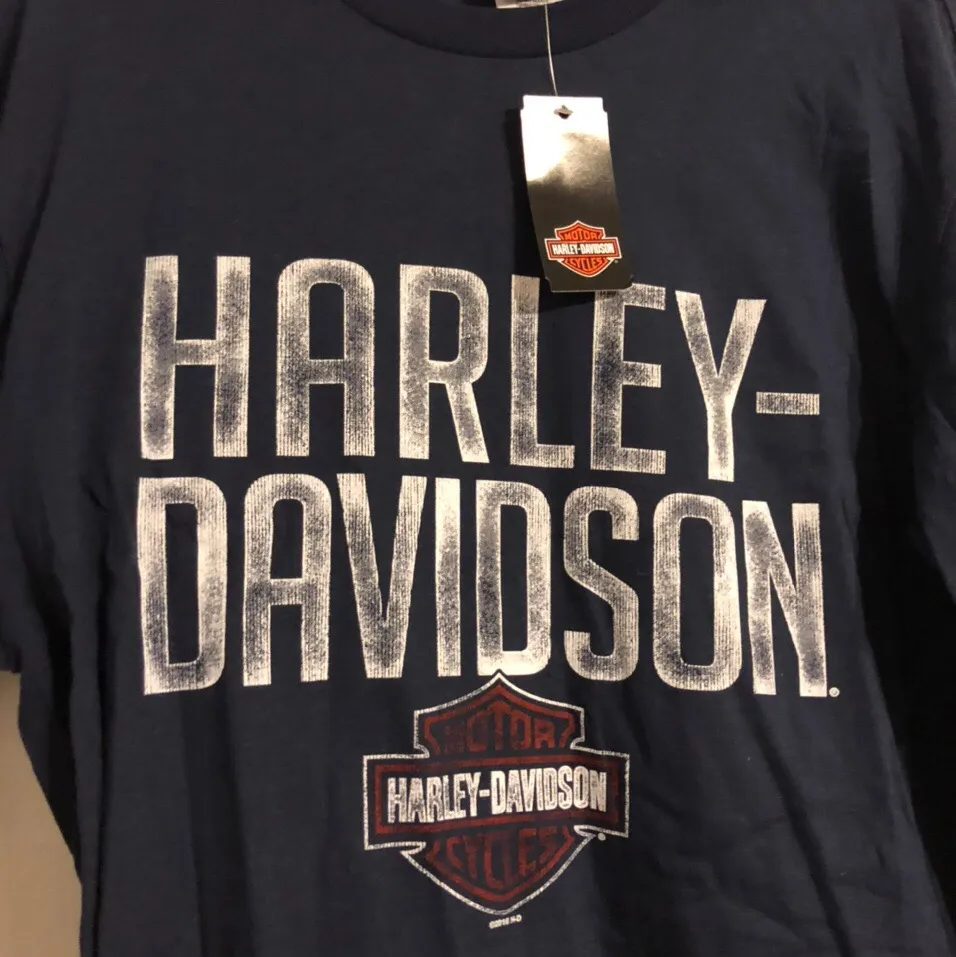 MOTOR
HARLEY-DAVIDSON
CYCLES
HARLEY-
DAVIDSON.
MOTOR
HARLEY-DAVIDSON
CYCLES
®